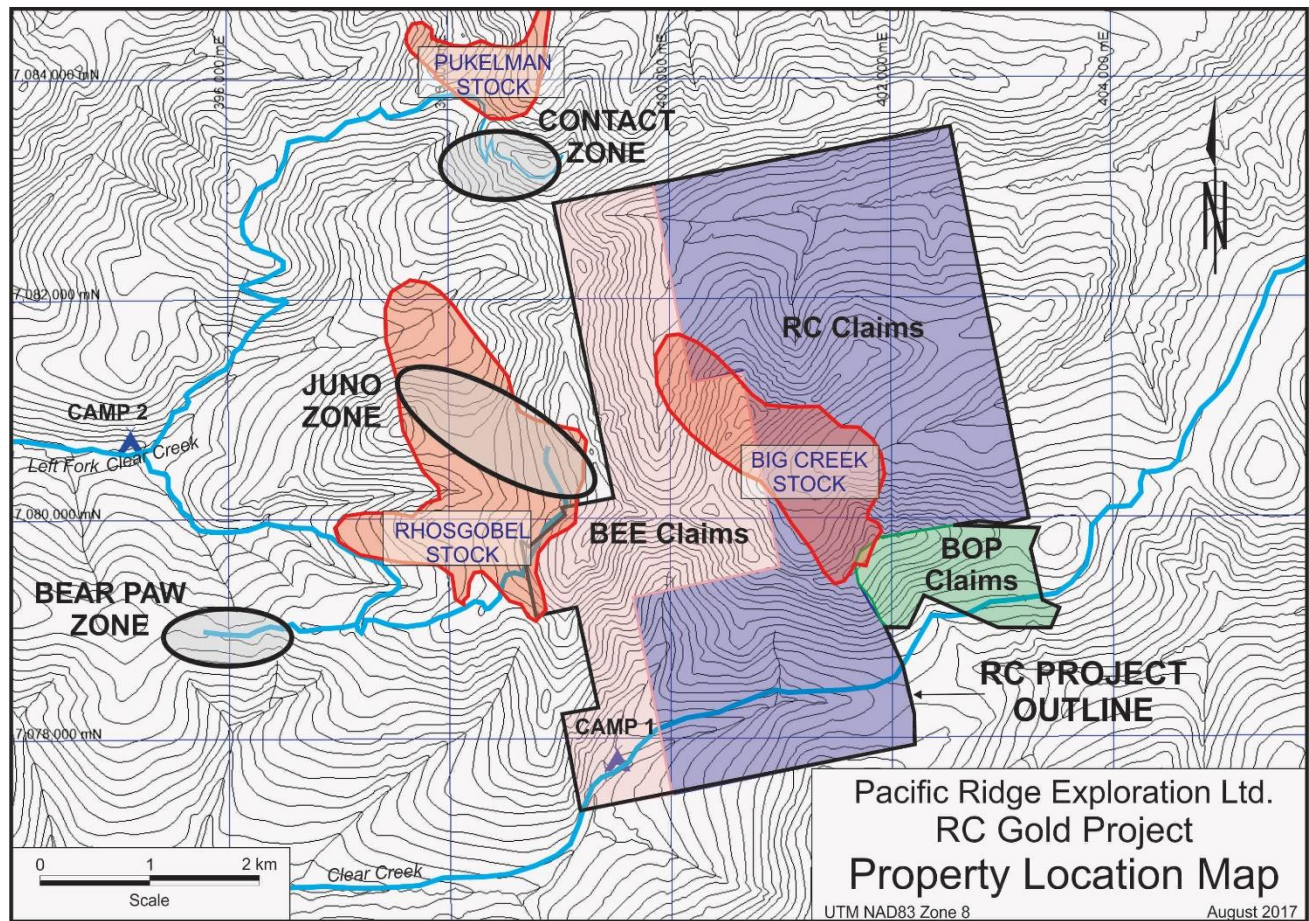 396 000 mE
400 000 mE
402 000 mE
404 000 mE
7 084 000 mN
PUKELMAN
STOCK
CONTACT
ZONE
N
7 082 000 mN
RC Claims
JUNO
ZONE
CAMP 2
Left Fork Clear Creek
BIG CREEK
STOCK
7 080 000 mN
RHOSGOBEL
STOCK
BEE Claims
BOP
Claims
BEAR PAW
ZONE
RC PROJECT
OUTLINE
7 078 000 mN
CAMP 1
Clear Creek
0 1 2 km
Scale
Pacific Ridge Exploration Ltd.
RC Gold Project
Property Location Map
UTM NAD83 Zone 8
August 2017